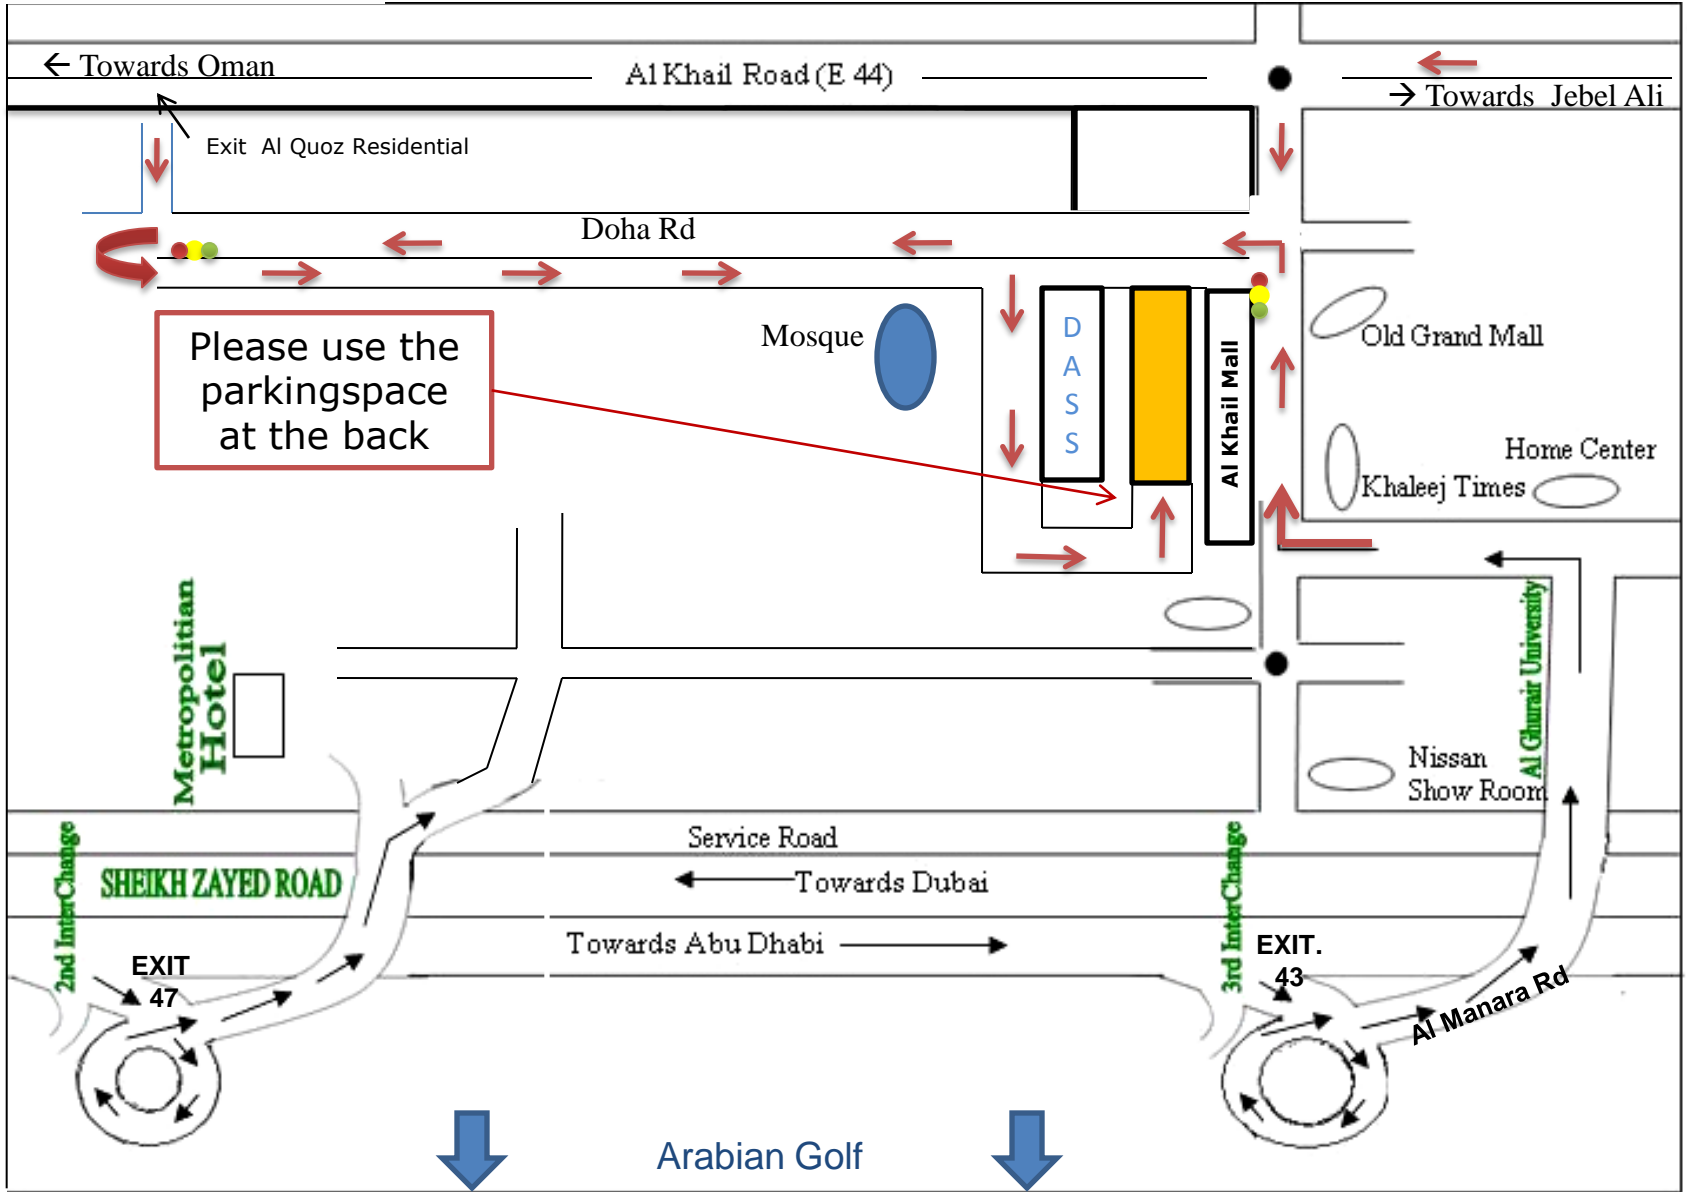 ← Towards Oman
Al Khail Road (E 44)
→ Towards  Jebel Ali
Exit  Al Quoz Residential
Doha Rd
Please use the
parkingspace
at the back
Mosque
D
A
S
S
Al Khail Mall
Old Grand Mall
Home Center
Khaleej Times
Metropolitian
Hotel
Al Ghurair University
Nissan
Show Room
Service Road
2nd InterChange
SHEIKH ZAYED ROAD
Towards Dubai
3rd InterChange
Towards Abu Dhabi
EXIT
47
EXIT.
43
Al Manara Rd
Arabian Golf